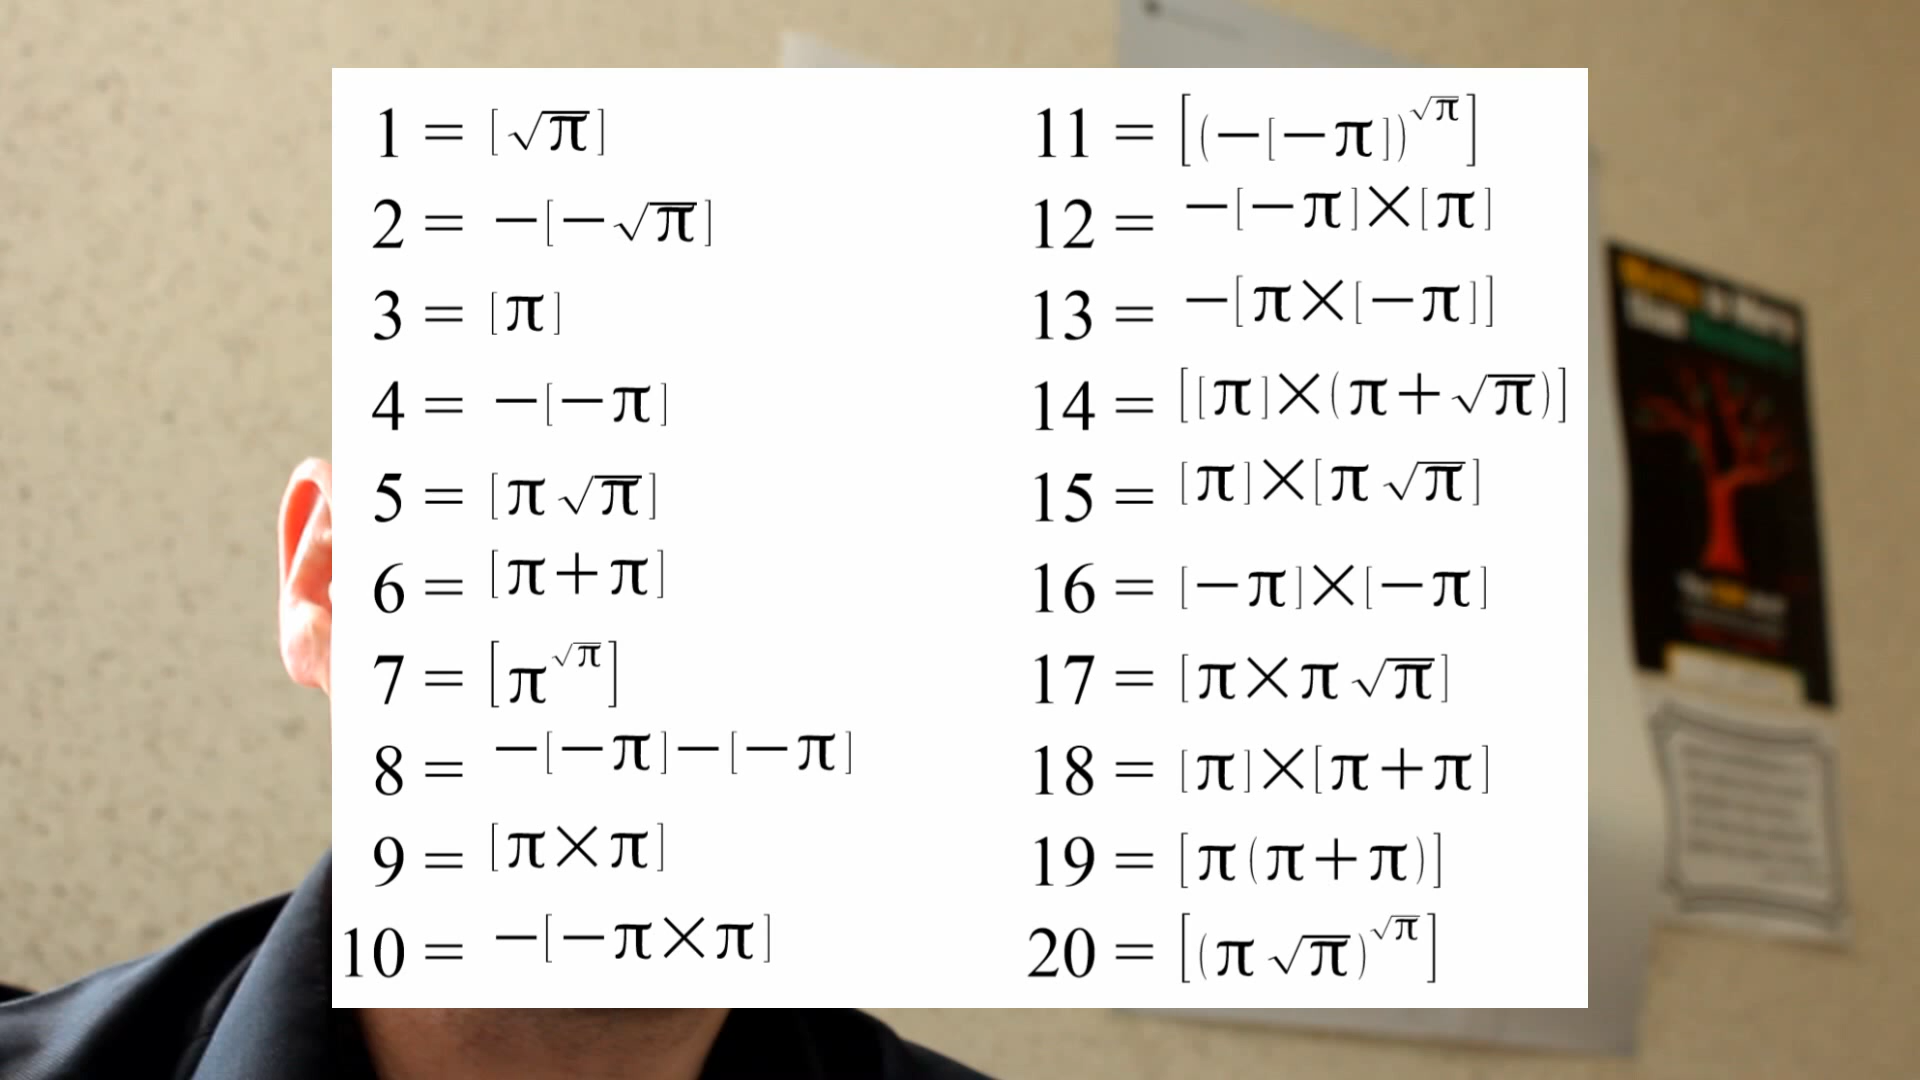 1 = [√π]
2 = −[−√π]
3 = [π]
4 = −[−π]
5 = [π√π]
6 = [π+π]
7 = [π^√π]
8 = −[−π]−[−π]
9 = [π×π]
10 = −[−π×π]
11 = [(−[−π])^√π]
12 = −[−π]×[π]
13 = −[π×[−π]]
14 = [[π]×(π+√π)]
15 = [π]×[π√π]
16 = [−π]×[−π]
17 = [π×π√π]
18 = [π]×[π+π]
19 = [π(π+π)]
20 = [(π√π)^√π]